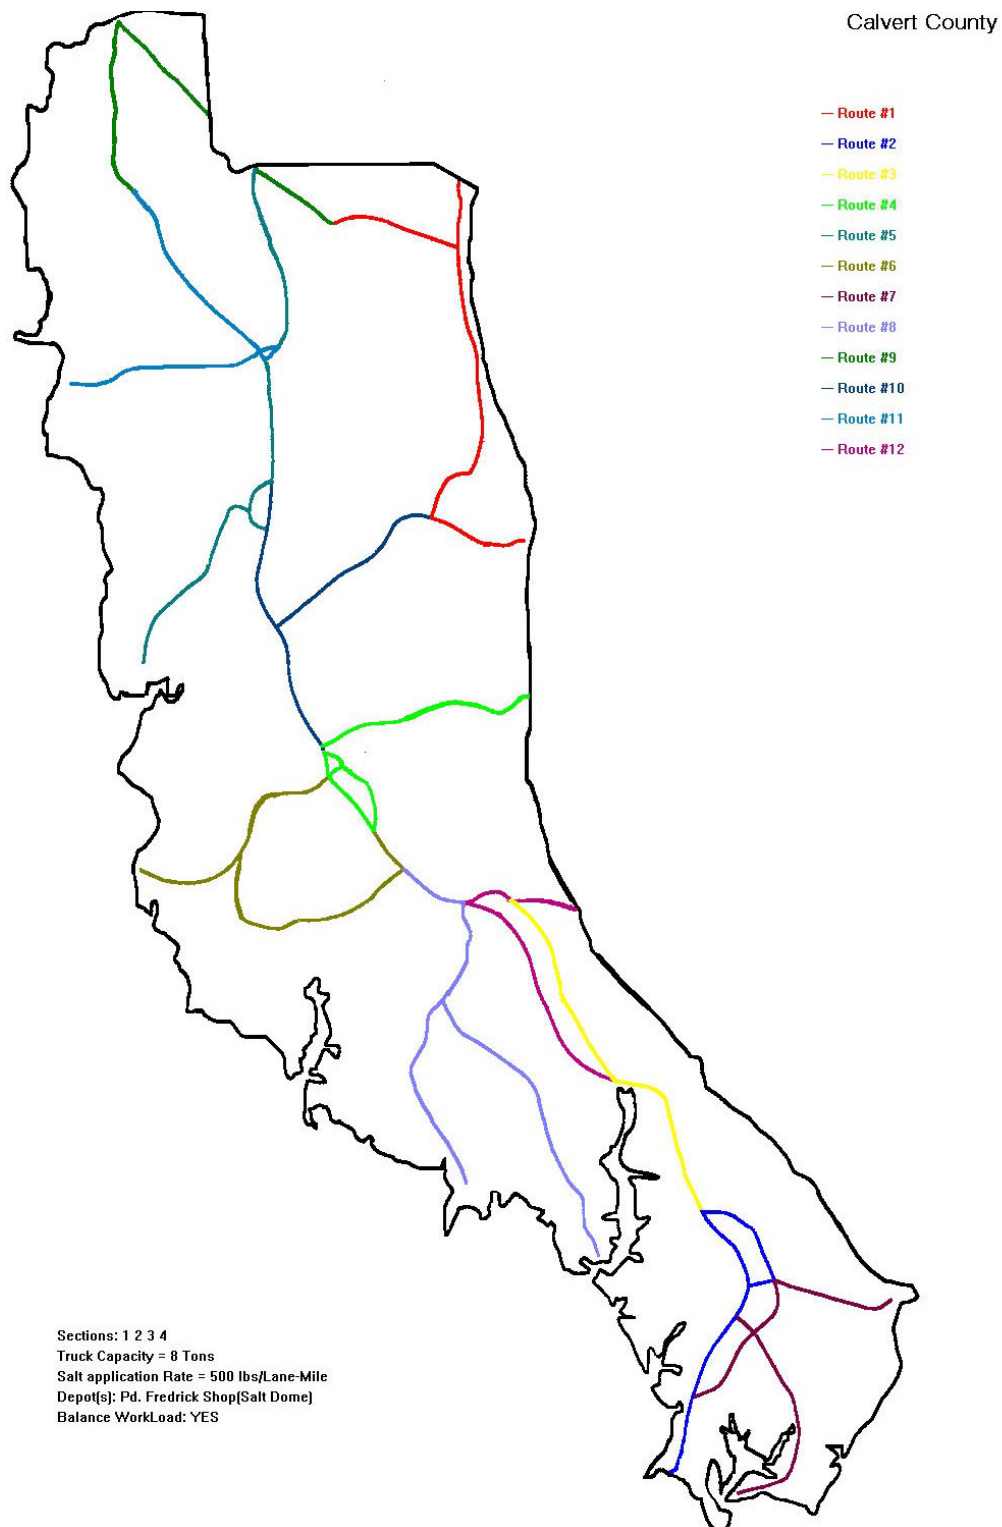 Calvert County
Route #1
Route #2
Route #3
Route #4
Route #5
Route #6
Route #7
Route #8
Route #9
Route #10
Route #11
Route #12
Sections: 1 2 3 4
Truck Capacity = 8 Tons
Salt application Rate = 500 lbs/Lane-Mile
Depot(s): Pd. Fredrick Shop(Salt Dome)
Balance WorkLoad: YES